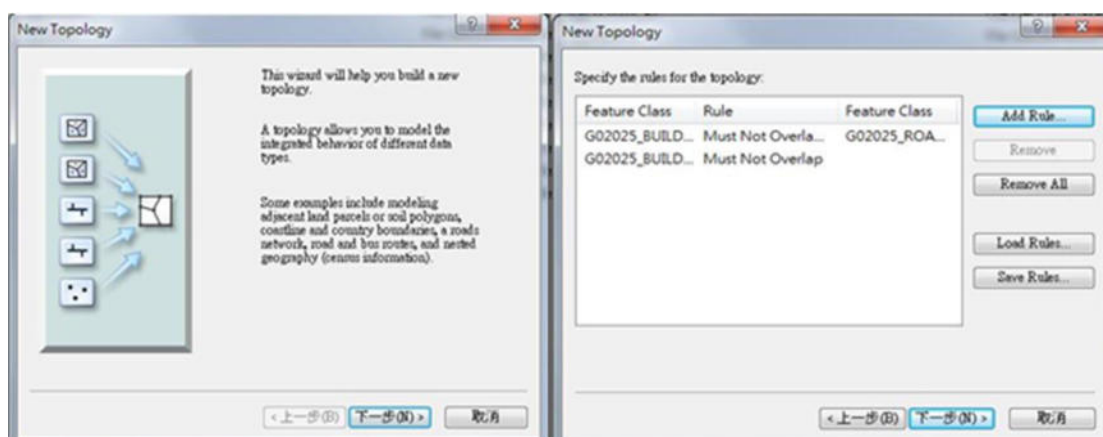 New Topology
This wizard will help you build a new
topology.
A topology allows you to model the
integrated behavior of different data
types.
Some examples include modeling
adjacent land parcels or soil polygons,
coastline and country boundaries, a roads
network, road and bus routes, and nested
geography (census information).
<上一步(B)
下一步(N) >
取消
New Topology
Specify the rules for the topology:
Feature Class Rule Feature Class
G02025_BUILD... Must Not Overla... G02025_ROA...
G02025_BUILD... Must Not Overlap
Add Rule...
Remove
Remove All
Load Rules...
Save Rules...
<上一步(B)
下一步(N) >
取消